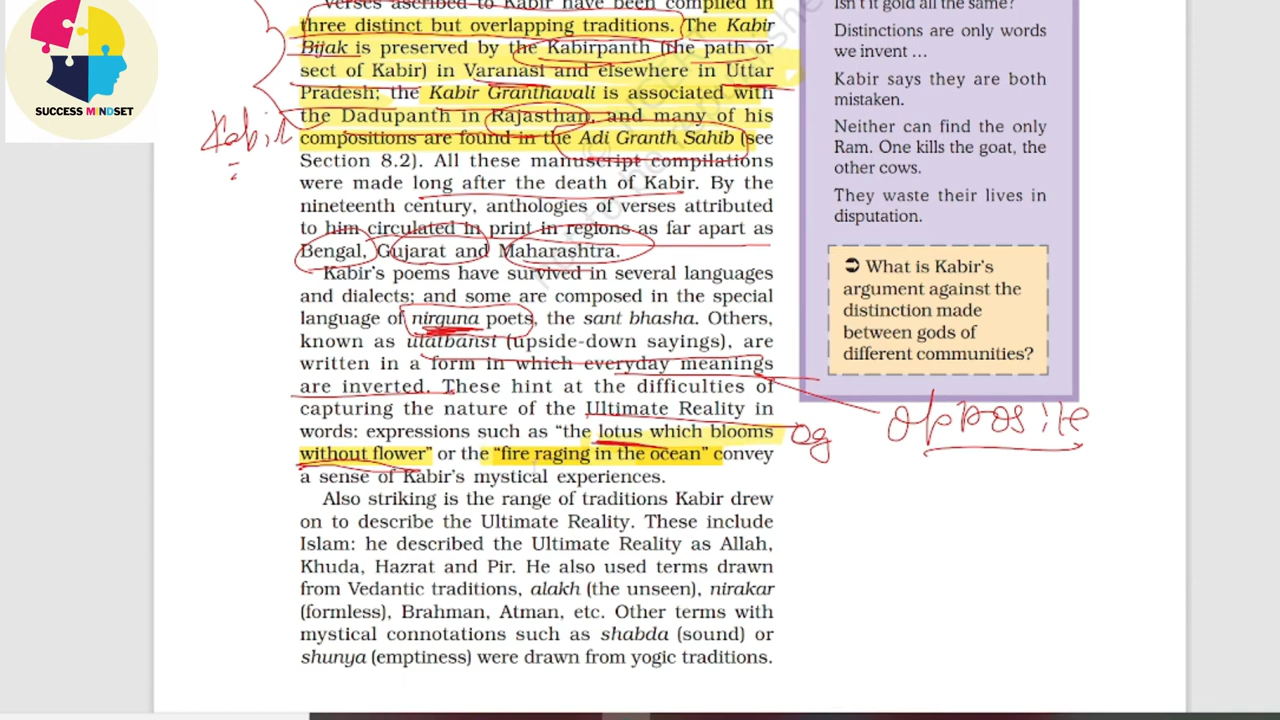 Verses ascribed to Kabir have been compiled in
three distinct but overlapping traditions. The Kabir
Bijak is preserved by the Kabirpanth (the path or
sect of Kabir) in Varanasi and elsewhere in Uttar
Pradesh; the Kabir Granthavali is associated with
the Dadupanth in Rajasthan, and many of his
compositions are found in the Adi Granth Sahib (see
Section 8.2). All these manuscript compilations
were made long after the death of Kabir. By the
nineteenth century, anthologies of verses attributed
to him circulated in print in regions as far apart as
Bengal, Gujarat and Maharashtra.
Kabir's poems have survived in several languages
and dialects; and some are composed in the special
language of nirguna poets, the sant bhasha. Others,
known as ulatbansi (upside-down sayings), are
written in a form in which everyday meanings
are inverted. These hint at the difficulties of
capturing the nature of the Ultimate Reality in
words: expressions such as “the lotus which blooms
without flower” or the “fire raging in the ocean” convey
a sense of Kabir's mystical experiences.
Also striking is the range of traditions Kabir drew
on to describe the Ultimate Reality. These include
Islam: he described the Ultimate Reality as Allah,
Khuda, Hazrat and Pir. He also used terms drawn
from Vedantic traditions, alakh (the unseen), nirakar
(formless), Brahman, Atman, etc. Other terms with
mystical connotations such as shabda (sound) or
shunya (emptiness) were drawn from yogic traditions.
Isn't it gold all the same?
Distinctions are only words
we invent ...
Kabir says they are both
mistaken.
Neither can find the only
Ram. One kills the goat, the
other cows.
They waste their lives in
disputation.
➲ What is Kabir's
argument against the
distinction made
between gods of
different communities?
SUCCESS MINDSET
Kabir
opposite